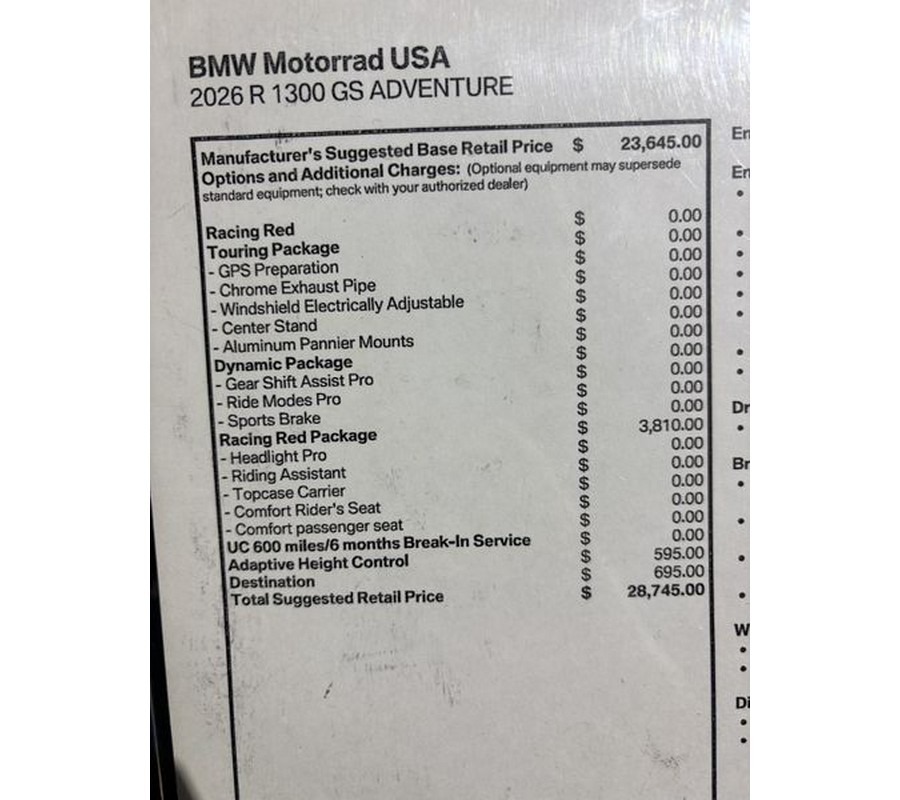 BMW Motorrad USA
2026 R 1300 GS ADVENTURE
Manufacturer's Suggested Base Retail Price $ 23,645.00
Options and Additional Charges: (Optional equipment may supersede
standard equipment; check with your authorized dealer)
Racing Red $ 0.00
Touring Package $ 0.00
- GPS Preparation $ 0.00
- Chrome Exhaust Pipe $ 0.00
- Windshield Electrically Adjustable $ 0.00
- Center Stand $ 0.00
- Aluminum Pannier Mounts $ 0.00
Dynamic Package $ 0.00
- Gear Shift Assist Pro $ 0.00
- Ride Modes Pro $ 0.00
- Sports Brake $ 0.00
Racing Red Package $ 3,810.00
- Headlight Pro $ 0.00
- Riding Assistant $ 0.00
- Topcase Carrier $ 0.00
- Comfort Rider's Seat $ 0.00
- Comfort passenger seat $ 0.00
UC 600 miles/6 months Break-In Service $ 0.00
Adaptive Height Control $ 595.00
Destination $ 695.00
Total Suggested Retail Price $ 28,745.00